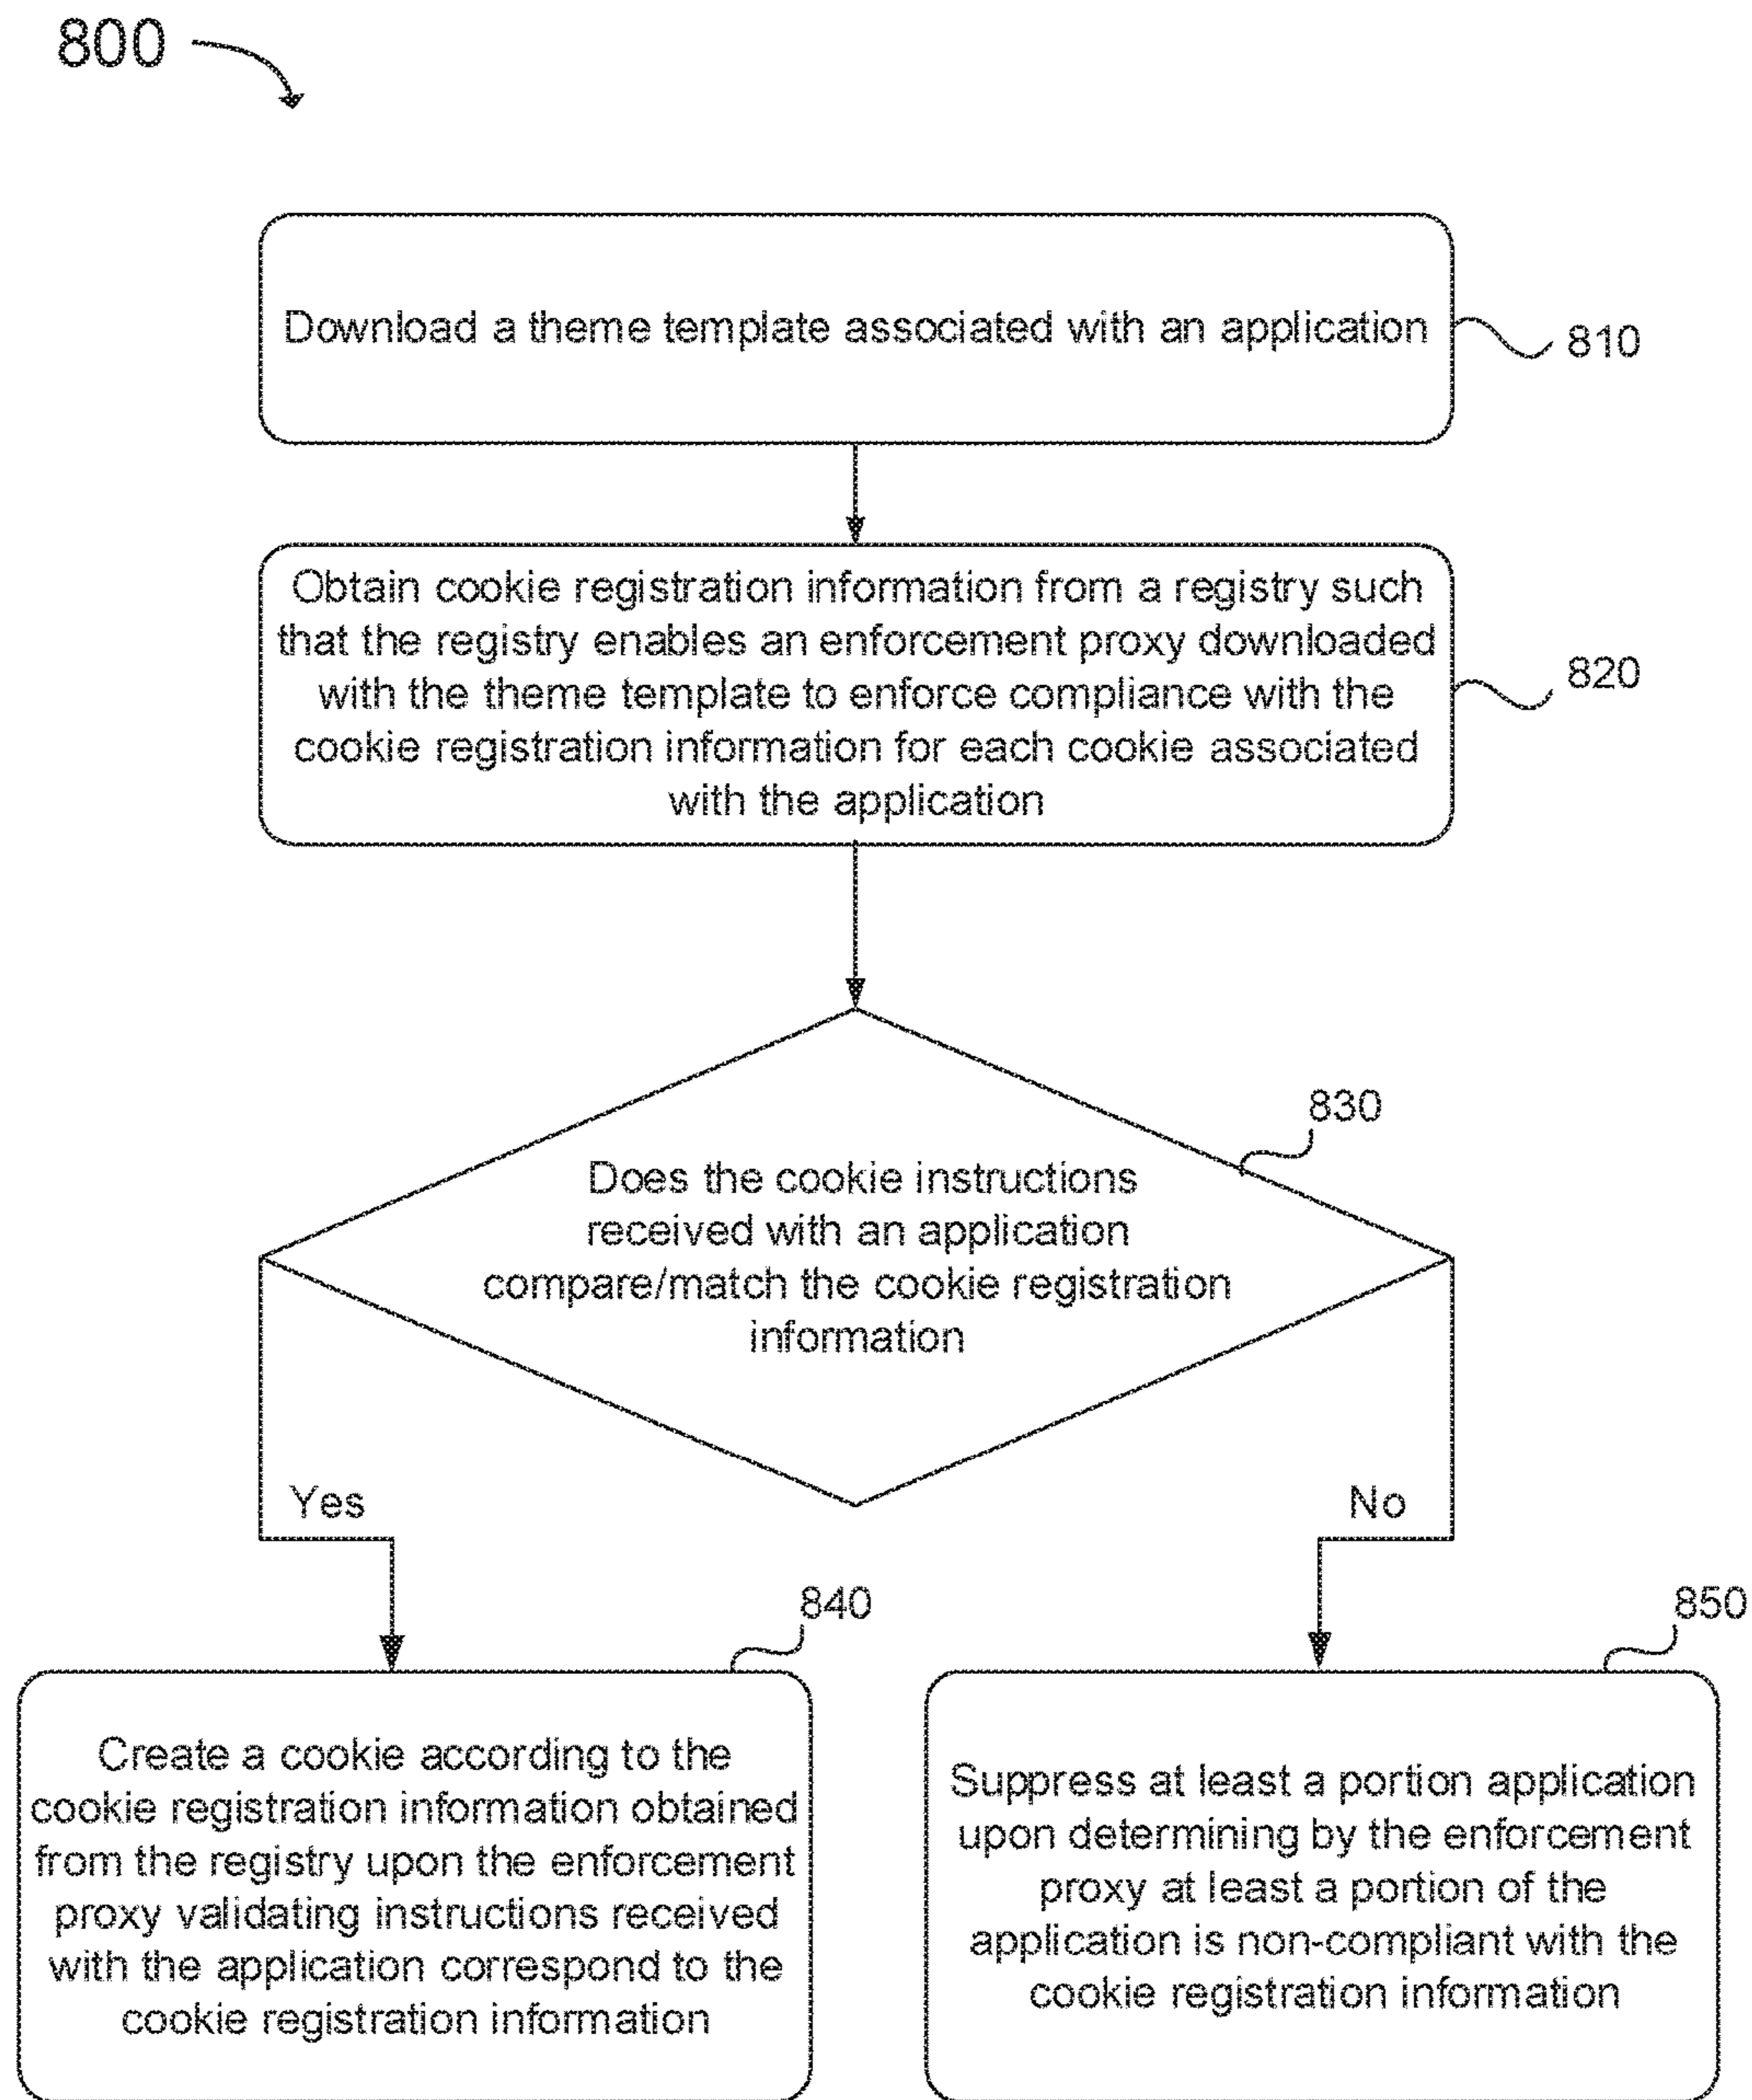 800
Download a theme template associated with an application
810
Obtain cookie registration information from a registry such
that the registry enables an enforcement proxy downloaded
with the theme template to enforce compliance with the
cookie registration information for each cookie associated
with the application
820
830
Does the cookie instructions
received with an application
compare/match the cookie registration
information
Yes
No
840
Create a cookie according to the
cookie registration information obtained
from the registry upon the enforcement
proxy validating instructions received
with the application correspond to the
cookie registration information
850
Suppress at least a portion application
upon determining by the enforcement
proxy at least a portion of the
application is non-compliant with the
cookie registration information